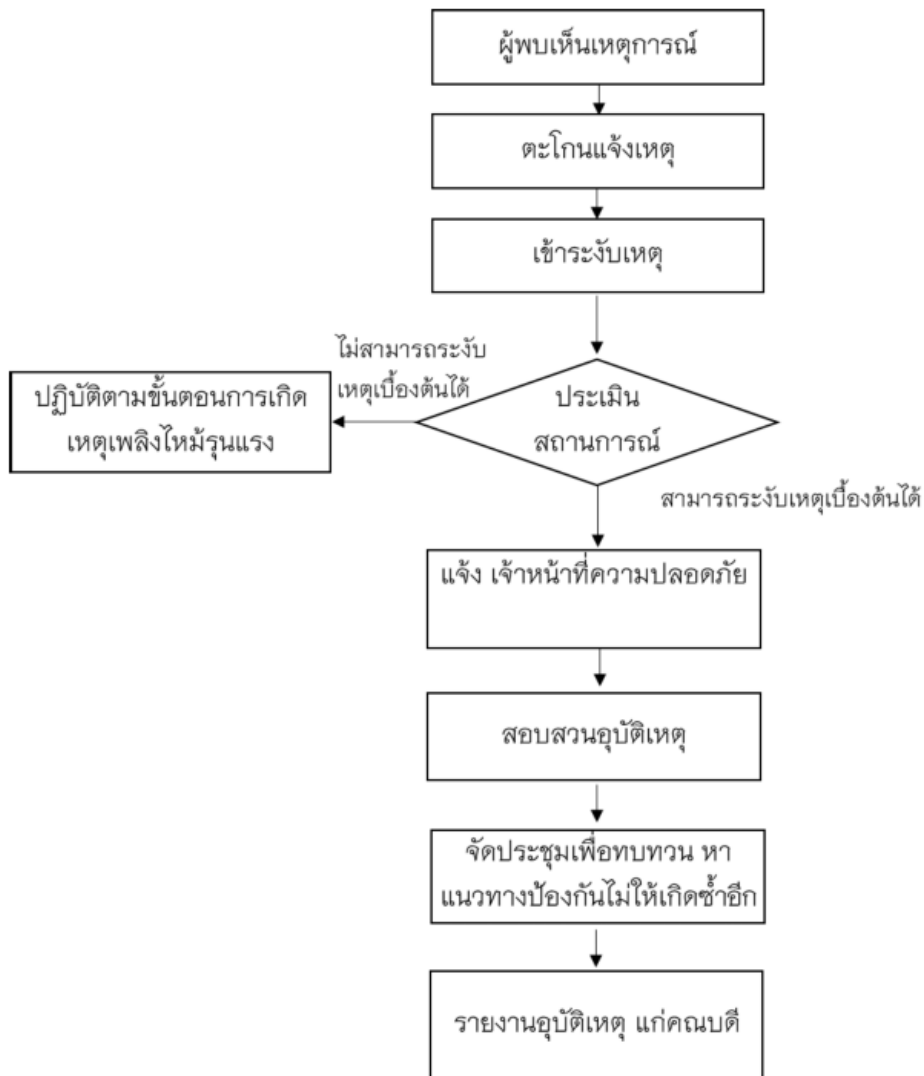 ผู้พบเห็นเหตุการณ์
ตะโกนแจ้งเหตุ
เข้าระงับเหตุ
ไม่สามารถระงับ
เหตุเบื้องต้นได้
ประเมิน
สถานการณ์
ปฏิบัติตามขั้นตอนการเกิด
เหตุเพลิงไหม้รุนแรง
สามารถระงับเหตุเบื้องต้นได้
แจ้ง เจ้าหน้าที่ความปลอดภัย
สอบสวนอุบัติเหตุ
จัดประชุมเพื่อทบทวน หา
แนวทางป้องกันไม่ให้เกิดซ้ำอีก
รายงานอุบัติเหตุ แก่คณบดี